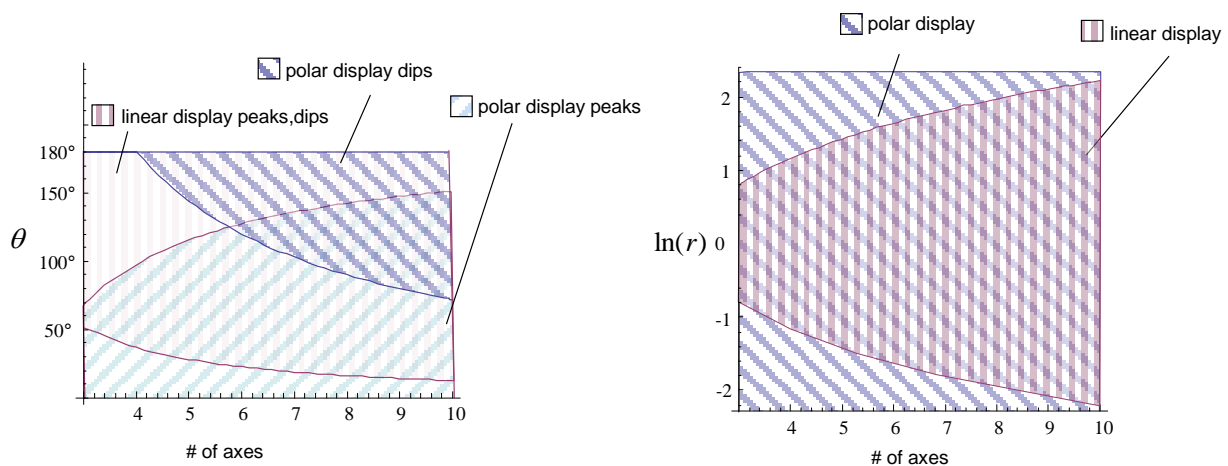 polar display dips
polar display peaks
linear display peaks,dips
180°
150°
100°
50°
θ
4 5 6 7 8 9 10
# of axes
polar display
linear display
2
1
ln(r) 0
-1
-2
4 5 6 7 8 9 10
# of axes